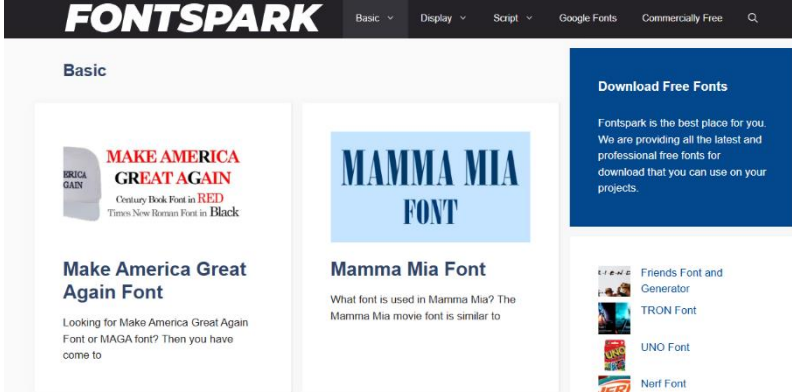 FONTSPARK
Basic
Display
Script
Google Fonts
Commercially Free
Basic
ERICA
GAIN
MAKE AMERICA
GREAT AGAIN
Century Book Font in RED
Times New Roman Font in Black
Make America Great
Again Font
Looking for Make America Great Again
Font or MAGA font? Then you have
come to
MAMMA MIA
FONT
Mamma Mia Font
What font is used in Mamma Mia? The
Mamma Mia movie font is similar to
Download Free Fonts
Fontspark is the best place for you.
We are providing all the latest and
professional free fonts for
download that you can use on your
projects.
Friends Font and
Generator
TRON Font
UNO
UNO Font
Nerf Font